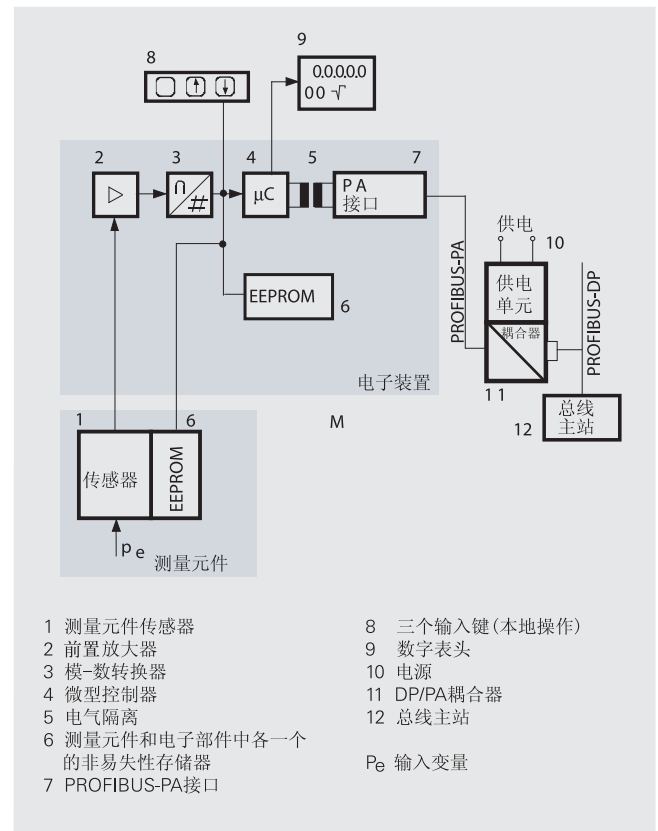 9
8
0.0.0.0.0
00 √
2
3
4
5
7
∩
#
μC
PA
接口
供电
10
PROFIBUS-PA
供电
单元
耦合器
PROFIBUS-DP
EEPROM
6
电子装置
11
总线
主站
12
M
1
6
传感器
EEPROM
pe
测量元件
1 测量元件传感器
2 前置放大器
3 模-数转换器
4 微型控制器
5 电气隔离
6 测量元件和电子部件中各一个
的非易失性存储器
7 PROFIBUS-PA接口
8 三个输入键(本地操作)
9 数字表头
10 电源
11 DP/PA耦合器
12 总线主站
Pe 输入变量